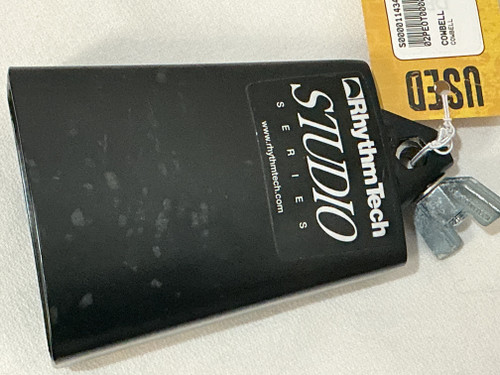 RhythmTech
STUDIO
SERIES
www.rhythmtech.com
USED
COWBELL
COWBELL